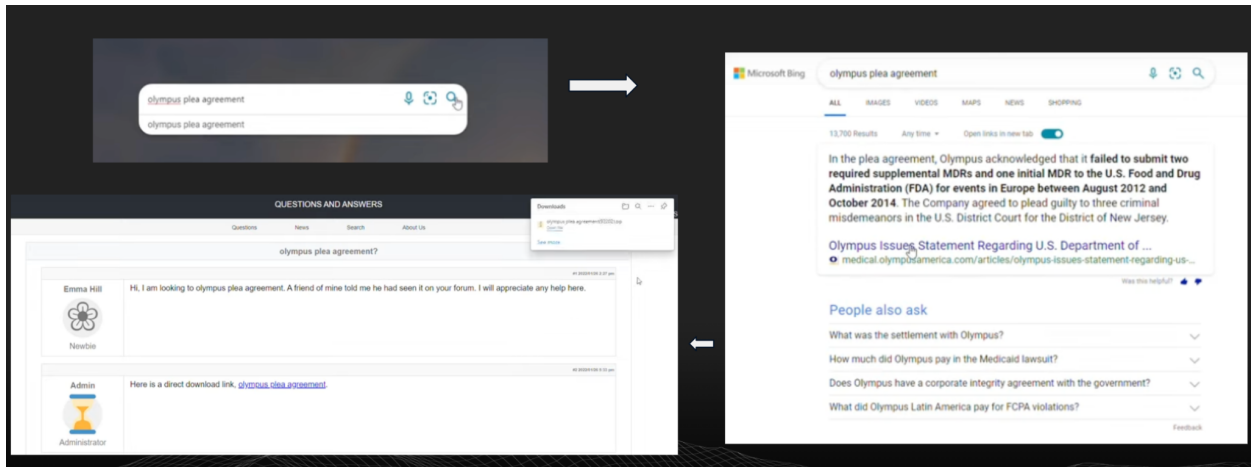 olympus plea agreement
olympus plea agreement
Microsoft Bing
olympus plea agreement
ALL IMAGES VIDEOS MAPS NEWS SHOPPING
13,700 Results Any time Open links in new tab
In the plea agreement, Olympus acknowledged that it failed to submit two
required supplemental MDRs and one initial MDR to the U.S. Food and Drug
Administration (FDA) for events in Europe between August 2012 and
October 2014. The Company agreed to plead guilty to three criminal
misdemeanors in the U.S. District Court for the District of New Jersey.
Olympus Issues Statement Regarding U.S. Department of ...
medical.olympusamerica.com/articles/olympus-issues-statement-regarding-us-...
Was this helpful?
People also ask
What was the settlement with Olympus?
How much did Olympus pay in the Medicaid lawsuit?
Does Olympus have a corporate integrity agreement with the government?
What did Olympus Latin America pay for FCPA violations?
Feedback
QUESTIONS AND ANSWERS
Questions News Search About Us
Downloads
olympus plea agreement
Open file
See more
olympus plea agreement?
Emma Hill
Newbie
Hi, I am looking to olympus plea agreement. A friend of mine told me he had seen it on your forum. I will appreciate any help here.
Admin
Administrator
Here is a direct download link, olympus plea agreement.